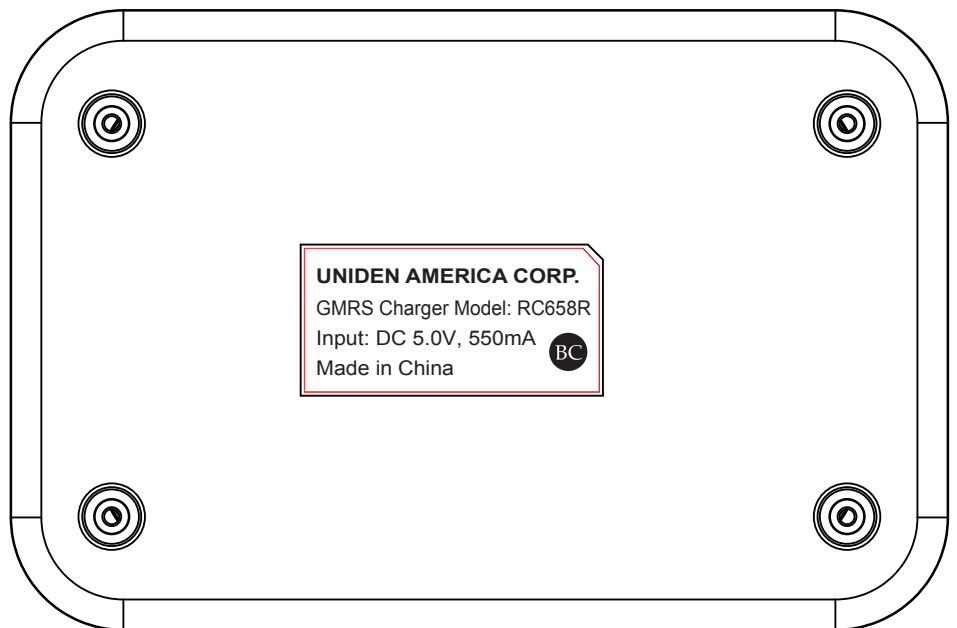 UNIDEN AMERICA CORP.
GMRS Charger Model: RC658R
Input: DC 5.0V, 550mA
BC
Made in China